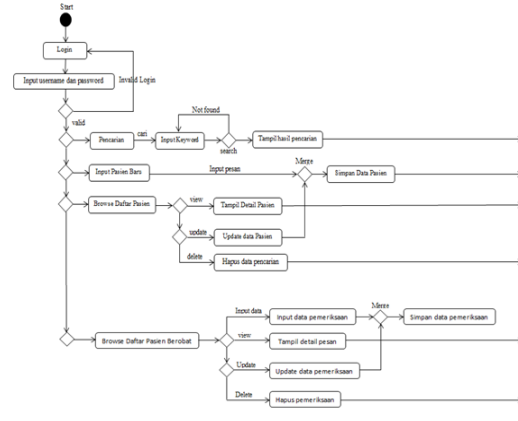 Start
Login
Input username dan password
Invalid Login
valid
Pencarian
cari
Input Keyword
Not found
search
Tampil hasil pencarian
Input Pasien Baru
Input pesan
Merge
Simpan Data Pasien
Browse Daftar Pasien
view
Tampil Detail Pasien
update
Update data Pasien
delete
Hapus data pencarian
Browse Daftar Pasien Berobat
Input data
Input data pemeriksaan
Merge
Simpan data pemeriksaan
view
Tampil detail pesan
Update
Update data pemeriksaan
Delete
Hapus pemeriksaan